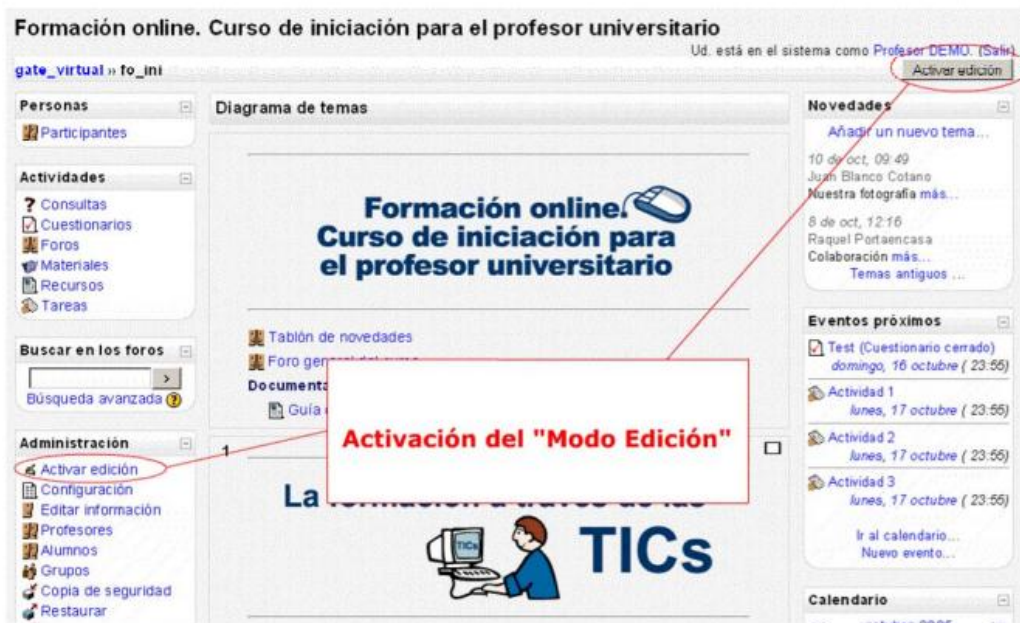 Formación online. Curso de iniciación para el profesor universitario
Ud. está en el sistema como Profesor DEMO. (Salir)
gate_virtual » fo_ini
Activar edición
Personas
Participantes
Actividades
Consultas
Cuestionarios
Foros
Materiales
Recursos
Tareas
Buscar en los foros
>
Búsqueda avanzada ?
Administración
Activar edición
Configuración
Editar información
Profesores
Alumnos
Grupos
Copia de seguridad
Restaurar
Diagrama de temas
Formación online.
Curso de iniciación para
el profesor universitario
Tablón de novedades
Foro general del
Documenta
Guía
Activación del "Modo Edición"
1
La formación a través de las
TICs
TICs
Novedades
Añadir un nuevo tema...
10 de oct, 09:49
Juan Blanco Cotano
Nuestra fotografía más...
8 de oct, 12:16
Raquel Portaencasa
Colaboración más...
Temas antiguos ...
Eventos próximos
Test (Cuestionario cerrado)
domingo, 16 octubre ( 23:55)
Actividad 1
lunes, 17 octubre ( 23:55)
Actividad 2
lunes, 17 octubre ( 23:55)
Actividad 3
lunes, 17 octubre ( 23:55)
Ir al calendario...
Nuevo evento...
Calendario